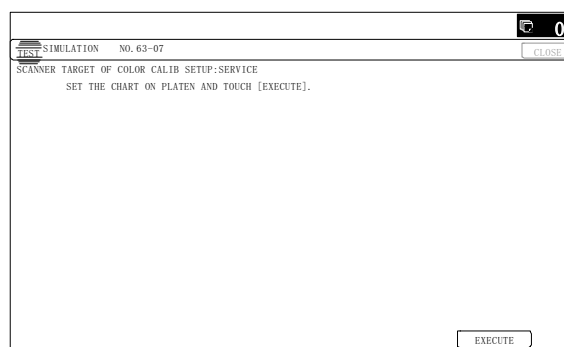 0
TEST SIMULATION NO. 63-07
CLOSE
SCANNER TARGET OF COLOR CALIB SETUP:SERVICE
SET THE CHART ON PLATEN AND TOUCH [EXECUTE].
EXECUTE